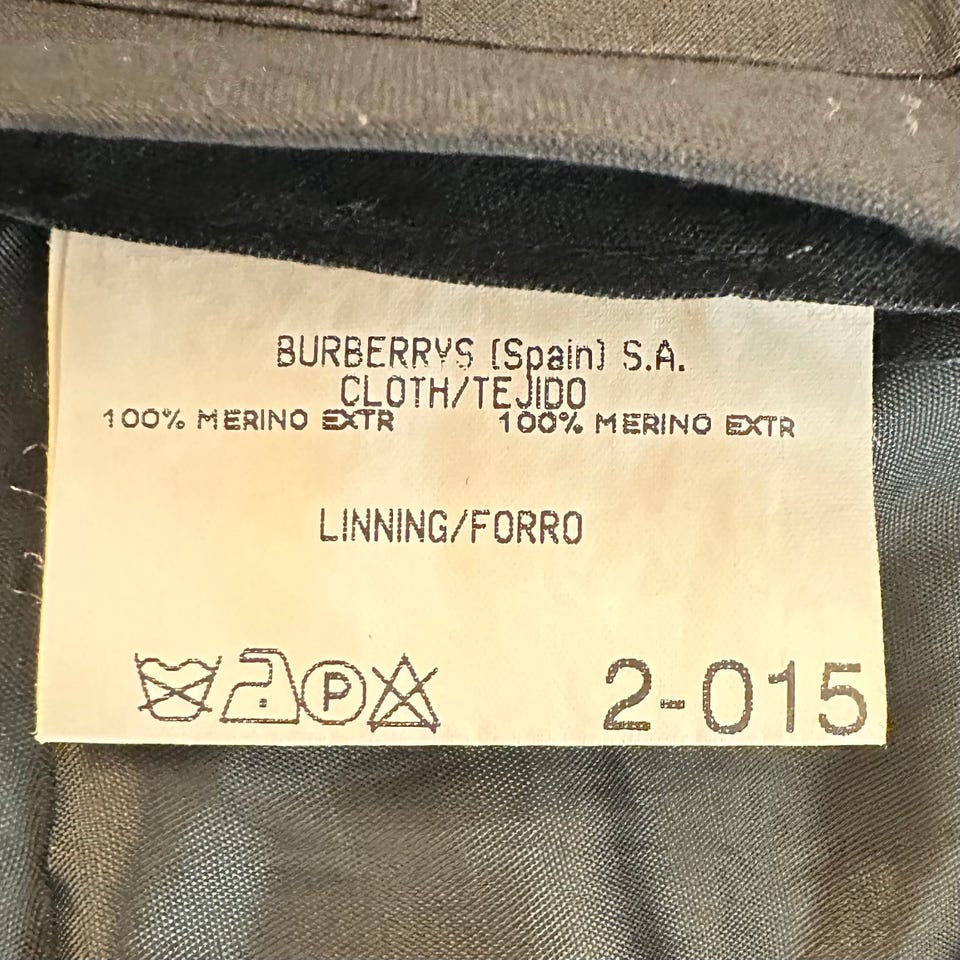 BURBERRYS (Spain) S.A.
CLOTH/TEJIDO
100% MERINO EXTR 100% MERINO EXTR
LINNING/FORRO
P 2-015